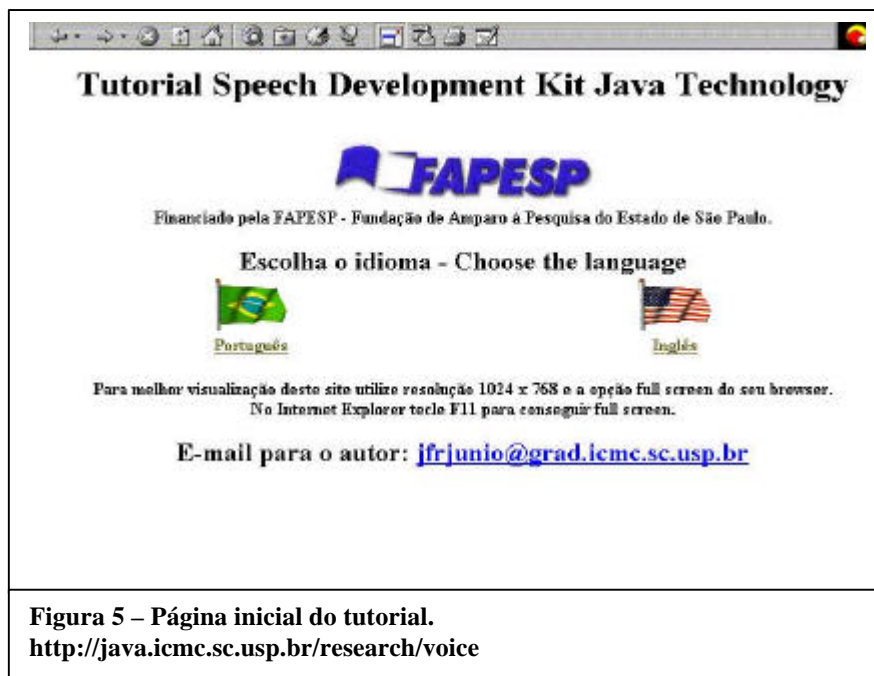 Tutorial Speech Development Kit Java Technology
FAPESP
Financiado pela FAPESP - Fundação de Amparo á Pesquisa do Estado de São Paulo.
Escolha o idioma - Choose the language
Português Inglês
Para melhor visualização deste site utilize resolução 1024 x 768 e a opção full screen do seu browser.
No Internet Explorer tecle F11 para conseguir full screen.
E-mail para o autor: jfrjunio@grad.icmc.sc.usp.br
Figura 5 – Página inicial do tutorial.
http://java.icmc.sc.usp.br/research/voice